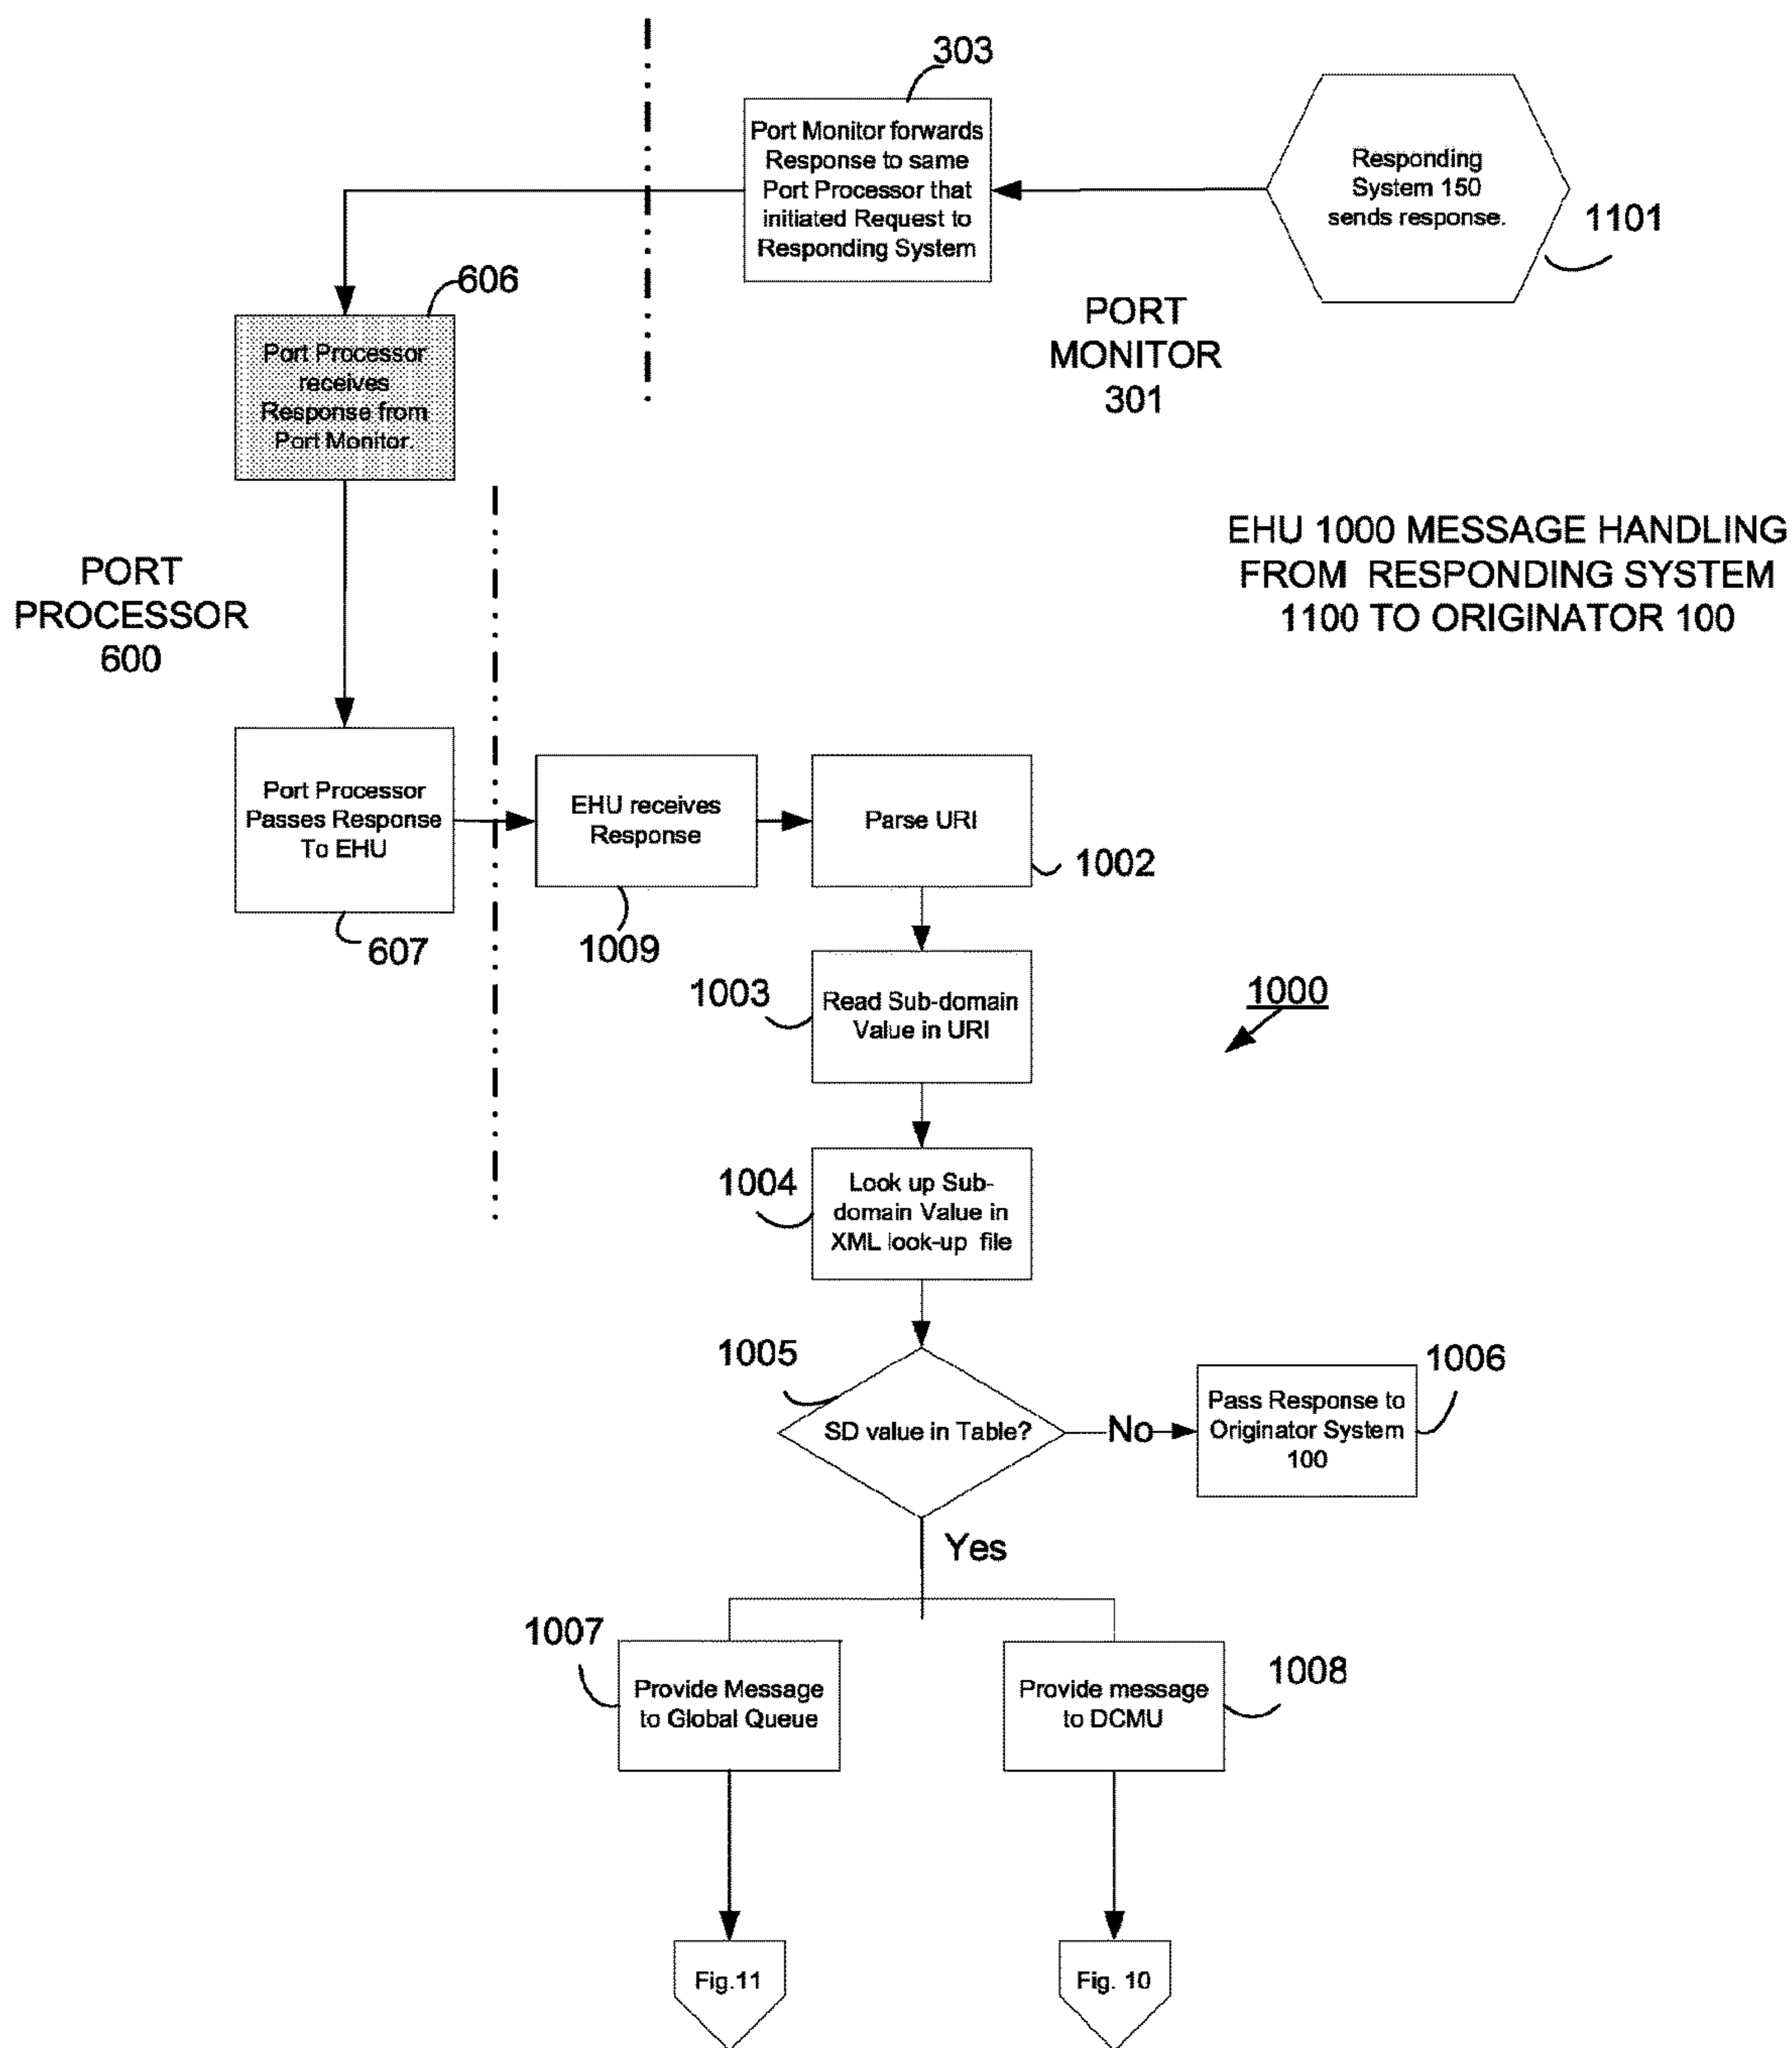 303
Port Monitor forwards
Response to same
Port Processor that
initiated Request to
Responding System
Responding
System 150
sends response.
1101
PORT
MONITOR
301
606
Port Processor
receives
Response from
Port Monitor.
EHU 1000 MESSAGE HANDLING
FROM RESPONDING SYSTEM
1100 TO ORIGINATOR 100
PORT
PROCESSOR
600
Port Processor
Passes Response
To EHU
607
EHU receives
Response
1009
Parse URI
1002
1003
Read Sub-domain
Value in URI
1000
1004
Look up Sub-
domain Value in
XML look-up file
1005
SD value in Table?
No
Pass Response to
Originator System
100
1006
Yes
1007
Provide Message
to Global Queue
Provide message
to DCMU
1008
Fig.11
Fig. 10